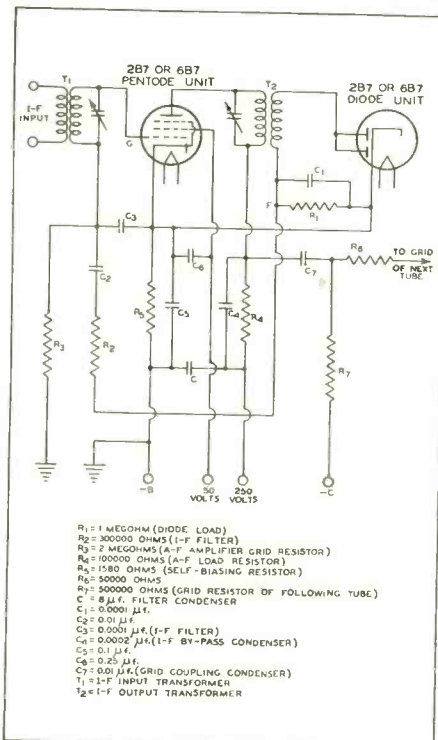 2B7 OR 6B7
PENTODE UNIT
2B7 OR 6B7
DIODE UNIT
T1
T2
I-F
INPUT
G
C1
F
R1
C3
C6
C7
R6
TO GRID
OF NEXT
TUBE
C2
R5
C5
C4
R4
R3
R2
C
R7
-B
50
VOLTS
250
VOLTS
-C
R1 = 1 MEGOHM (DIODE LOAD)
R2 = 300000 OHMS (I-F FILTER)
R3 = 2 MEGOHMS (A-F AMPLIFIER GRID RESISTOR)
R4 = 100000 OHMS (A-F LOAD RESISTOR)
R5 = 1580 OHMS (SELF-BIASING RESISTOR)
R6 = 50000 OHMS
R7 = 500000 OHMS (GRID RESISTOR OF FOLLOWING TUBE)
C = 8 µf. FILTER CONDENSER
C1 = 0.0001 µf.
C2 = 0.01 µf.
C3 = 0.0001 µf. (I-F FILTER)
C4 = 0.0002 µf. (I-F BY-PASS CONDENSER)
C5 = 0.1 µf.
C6 = 0.25 µf.
C7 = 0.01 µf. (GRID COUPLING CONDENSER)
T1 = I-F INPUT TRANSFORMER
T2 = I-F OUTPUT TRANSFORMER